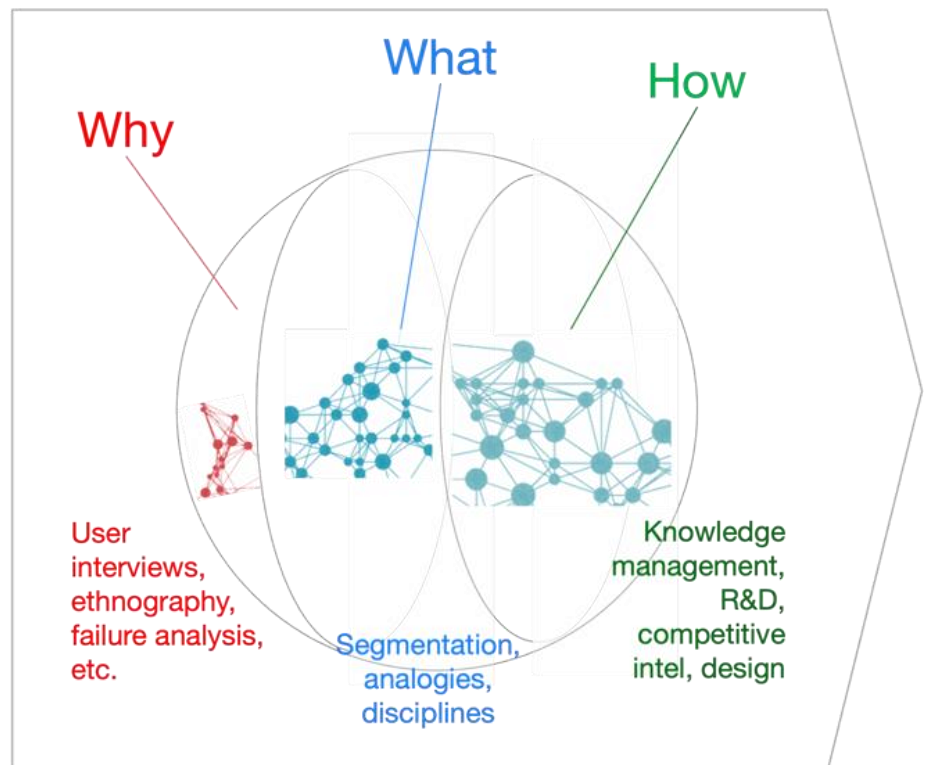 What
How
Why
User
interviews,
ethnography,
failure analysis,
etc.
Segmentation,
analogies,
disciplines
Knowledge
management,
R&D,
competitive
intel, design